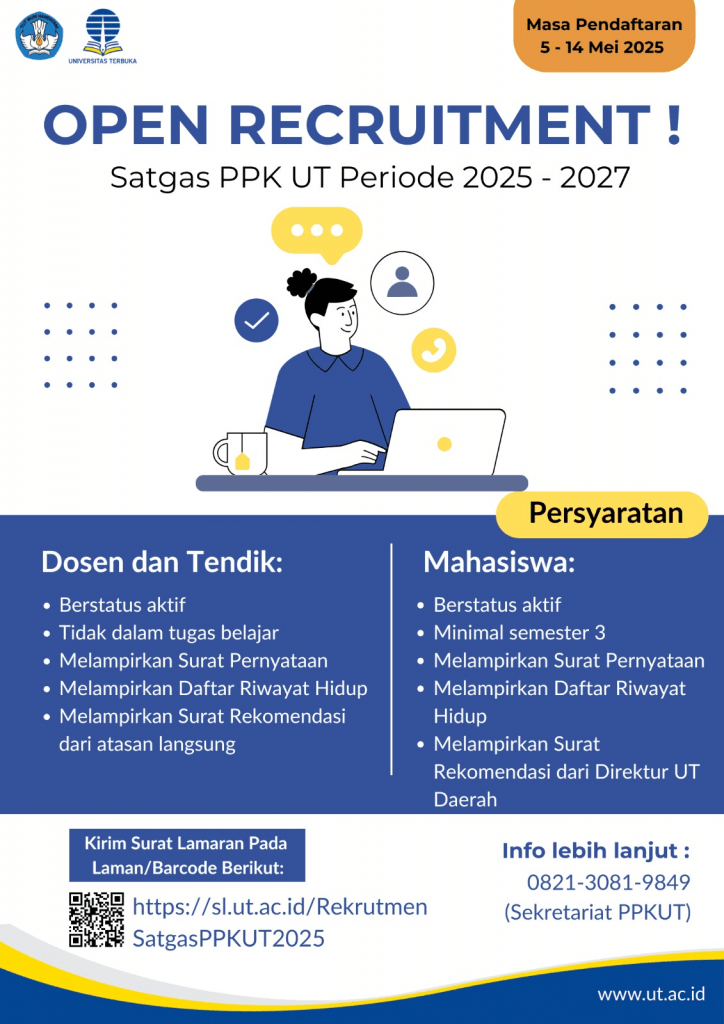 UNIVERSITAS TERBUKA
Masa Pendaftaran
5 - 14 Mei 2025
OPEN RECRUITMENT !
Satgas PPK UT Periode 2025 - 2027
Persyaratan
Dosen dan Tendik:
• Berstatus aktif
• Tidak dalam tugas belajar
• Melampirkan Surat Pernyataan
• Melampirkan Daftar Riwayat Hidup
• Melampirkan Surat Rekomendasi
dari atasan langsung
Mahasiswa:
• Berstatus aktif
• Minimal semester 3
• Melampirkan Surat Pernyataan
• Melampirkan Daftar Riwayat
Hidup
• Melampirkan Surat
Rekomendasi dari Direktur UT
Daerah
Kirim Surat Lamaran Pada
Laman/Barcode Berikut:
https://sl.ut.ac.id/Rekrutmen
SatgasPPKUT2025
Info lebih lanjut :
0821-3081-9849
(Sekretariat PPKUT)
www.ut.ac.id